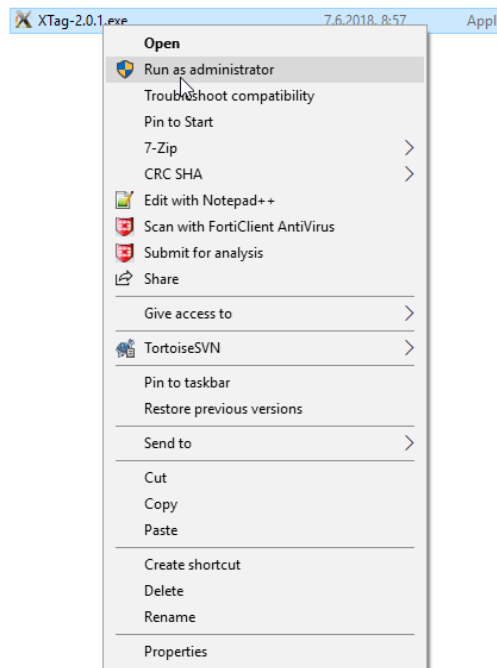 XTag-2.0.1.exe 7.6.2018. 8:57 Appl
Open
Run as administrator
Troubleshoot compatibility
Pin to Start
7-Zip
CRC SHA
Edit with Notepad++
Scan with FortiClient AntiVirus
Submit for analysis
Share
Give access to
TortoiseSVN
Pin to taskbar
Restore previous versions
Send to
Cut
Copy
Paste
Create shortcut
Delete
Rename
Properties